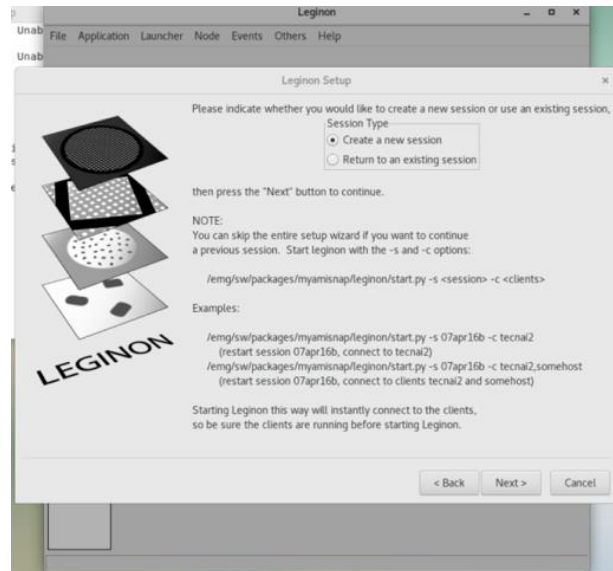 Leginon
Unab
File Application Launcher Node Events Others Help
Unab
Leginon Setup
Please indicate whether you would like to create a new session or use an existing session,
Session Type
Create a new session
Return to an existing session
then press the "Next" button to continue.
NOTE:
You can skip the entire setup wizard if you want to continue
a previous session. Start leginon with the -s and -c options:
/emg/sw/packages/myamisnap/leginon/start.py -s <session> -c <clients>
Examples:
/emg/sw/packages/myamisnap/leginon/start.py -s 07apr16b -c tecnai2
(restart session 07apr16b, connect to tecnai2)
/emg/sw/packages/myamisnap/leginon/start.py -s 07apr16b -c tecnai2,somehost
(restart session 07apr16b, connect to clients tecnai2 and somehost)
LEGINON
Starting Leginon this way will instantly connect to the clients,
so be sure the clients are running before starting Leginon.
< Back Next > Cancel